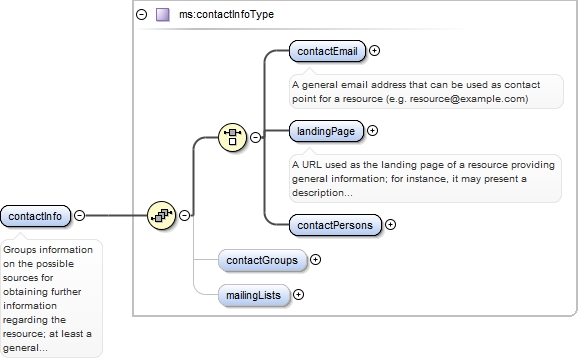 ms:contactInfoType
contactEmail
A general email address that can be used as contact
point for a resource (e.g. resource@example.com)
landingPage
A URL used as the landing page of a resource providing
general information; for instance, it may present a
description...
contactInfo
contactPersons
Groups information
on the possible
sources for
obtaining further
information
regarding the
resource; at least a
general...
contactGroups
mailingLists